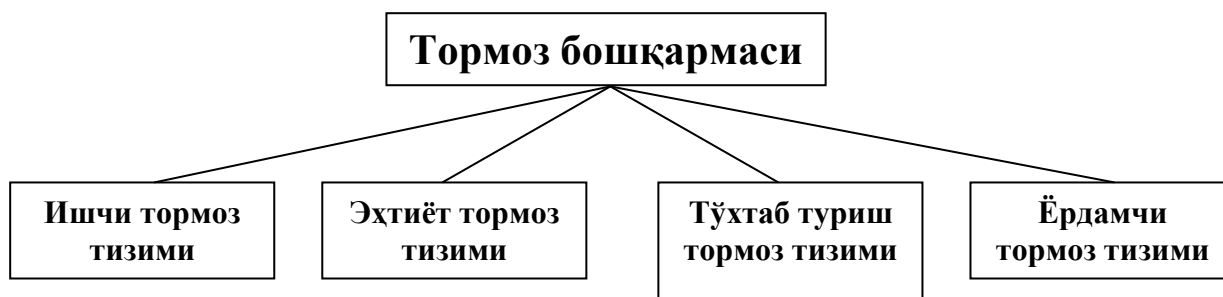 Тормоз бошқармаси
Ишчи тормоз
тизими
Эҳтиёт тормоз
тизими
Тўхтаб туриш
тормоз тизими
Ёрдамчи
тормоз тизими